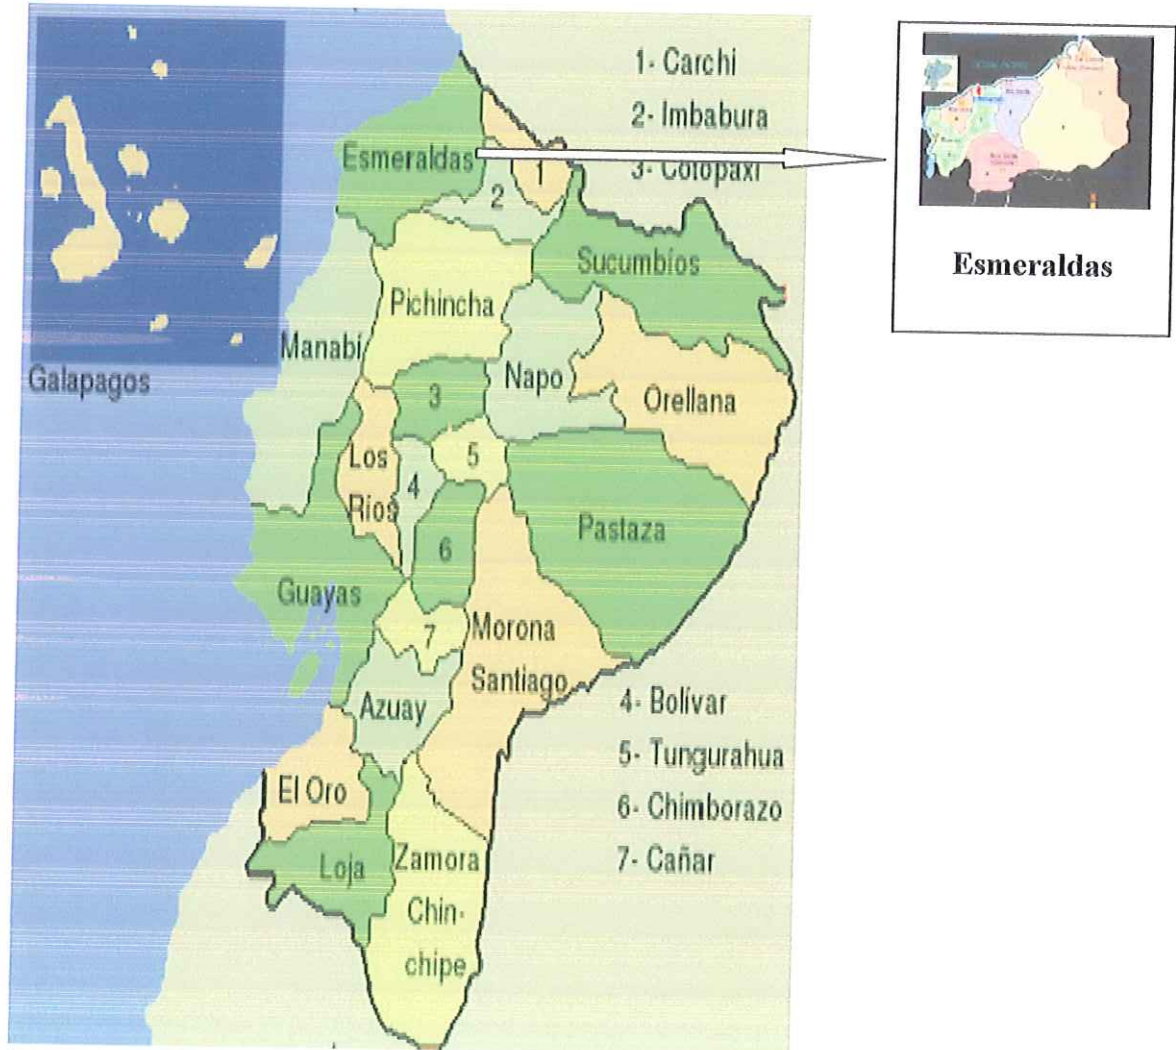 1- Carchi
2- Imbabura
3- Cotopaxi
Esmeraldas
1
2
Sucumbíos
Pichincha
Manabí
Galapagos
Napo
Orellana
3
Los
Ríos
4
5
Pastaza
6
Guayas
7
Morona
Santiago
Azuay
4- Bolívar
5- Tungurahua
6- Chimborazo
7- Cañar
El Oro
Loja
Zamora
Chin-
chipe
Esmeraldas